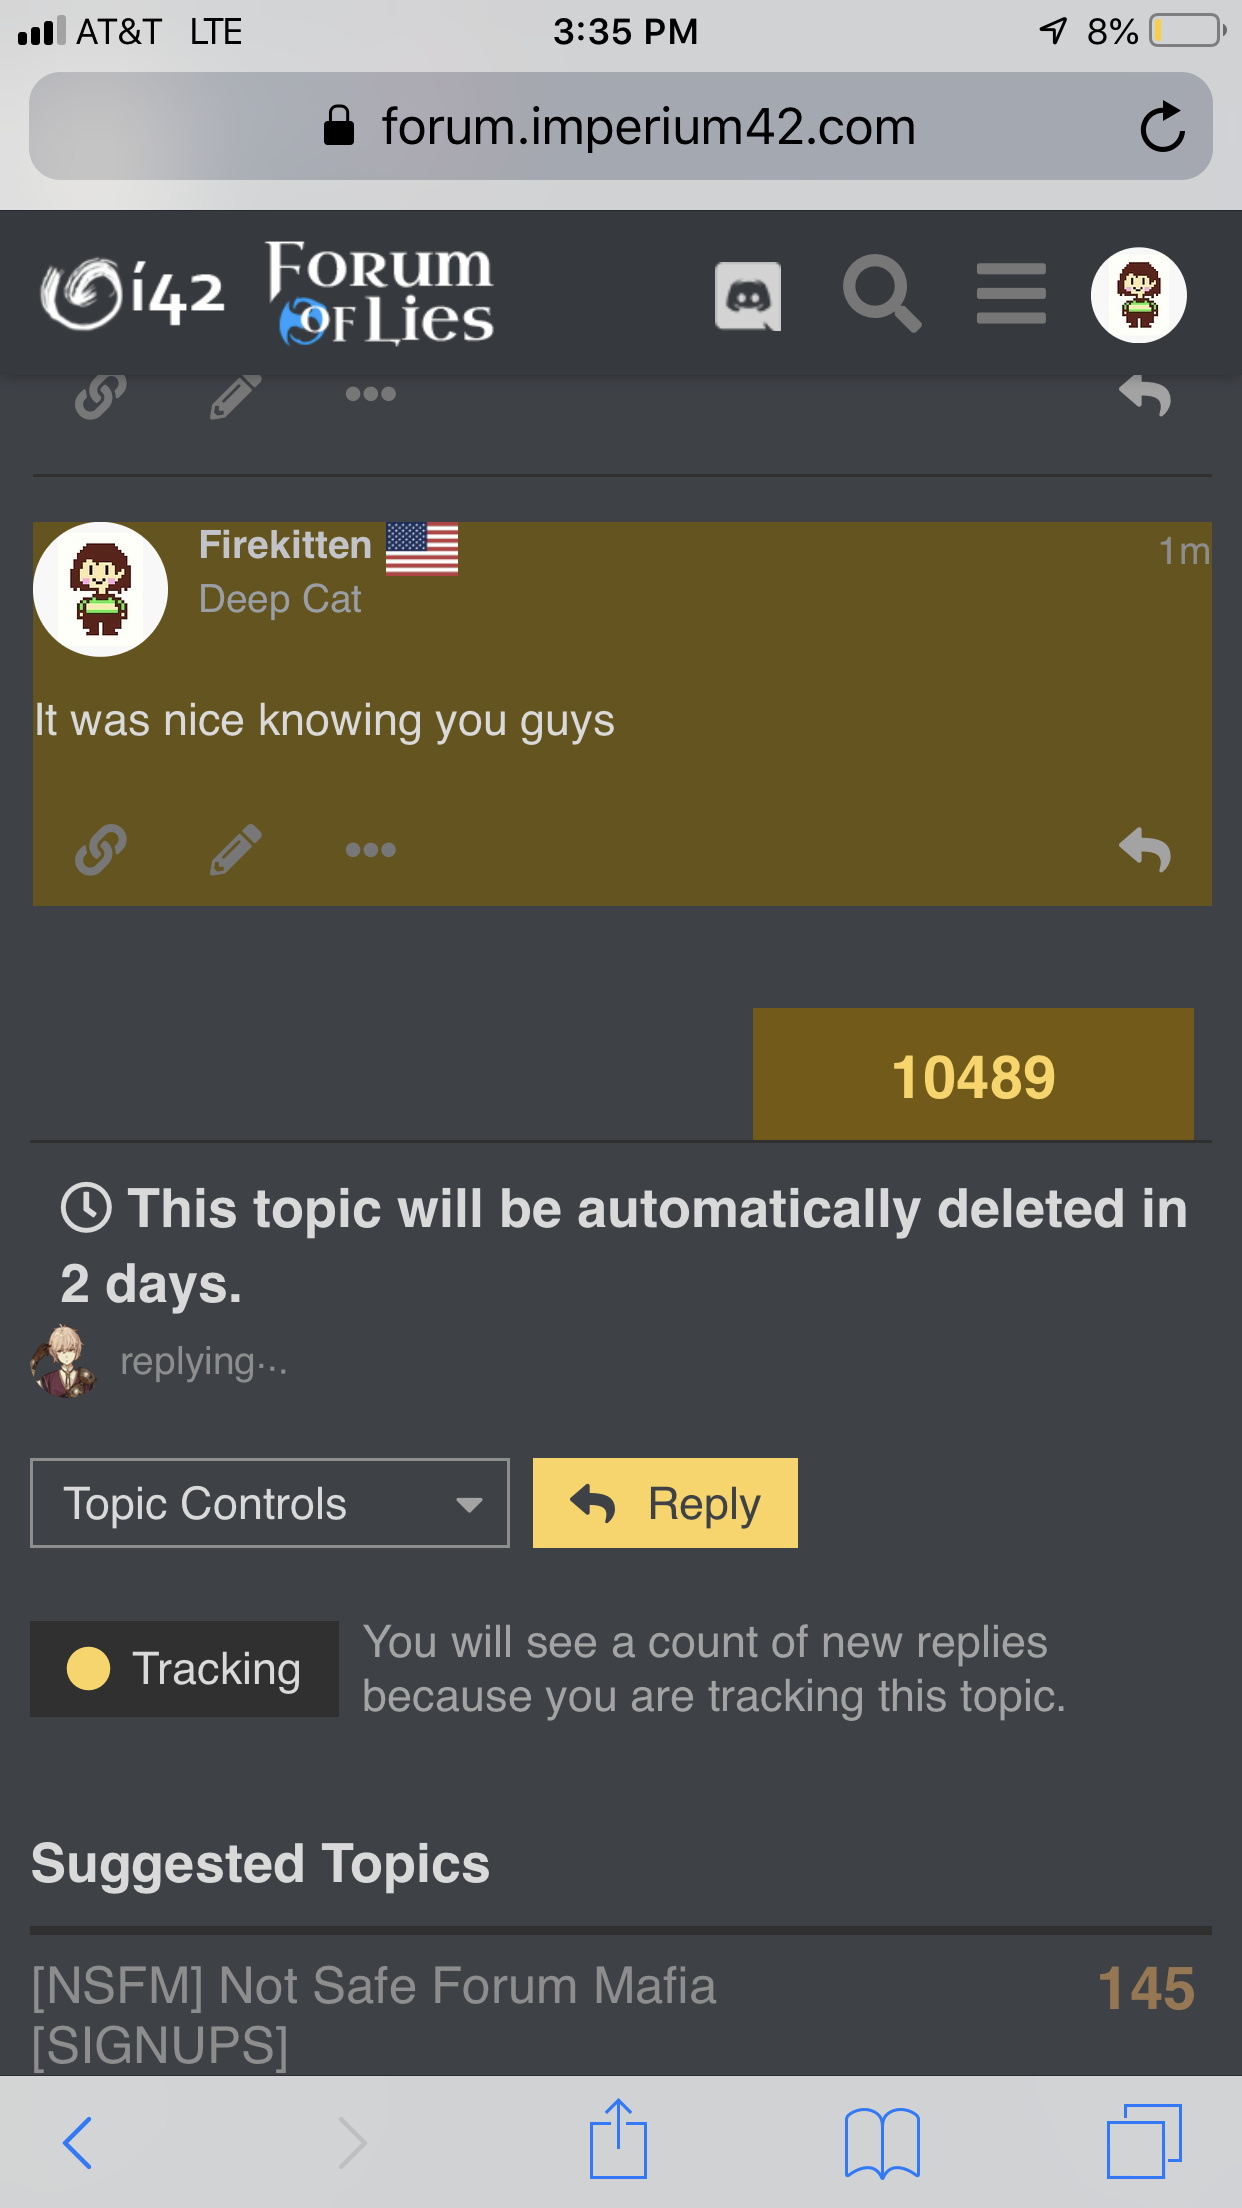 AT&T LTE 3:35 PM 8%
forum.imperium42.com
i42 Forum of Lies
Firekitten 1m
Deep Cat
It was nice knowing you guys
10489
This topic will be automatically deleted in
2 days.
replying...
Topic Controls Reply
Tracking You will see a count of new replies
because you are tracking this topic.
Suggested Topics
[NSFM] Not Safe Forum Mafia 145
[SIGNUPS]